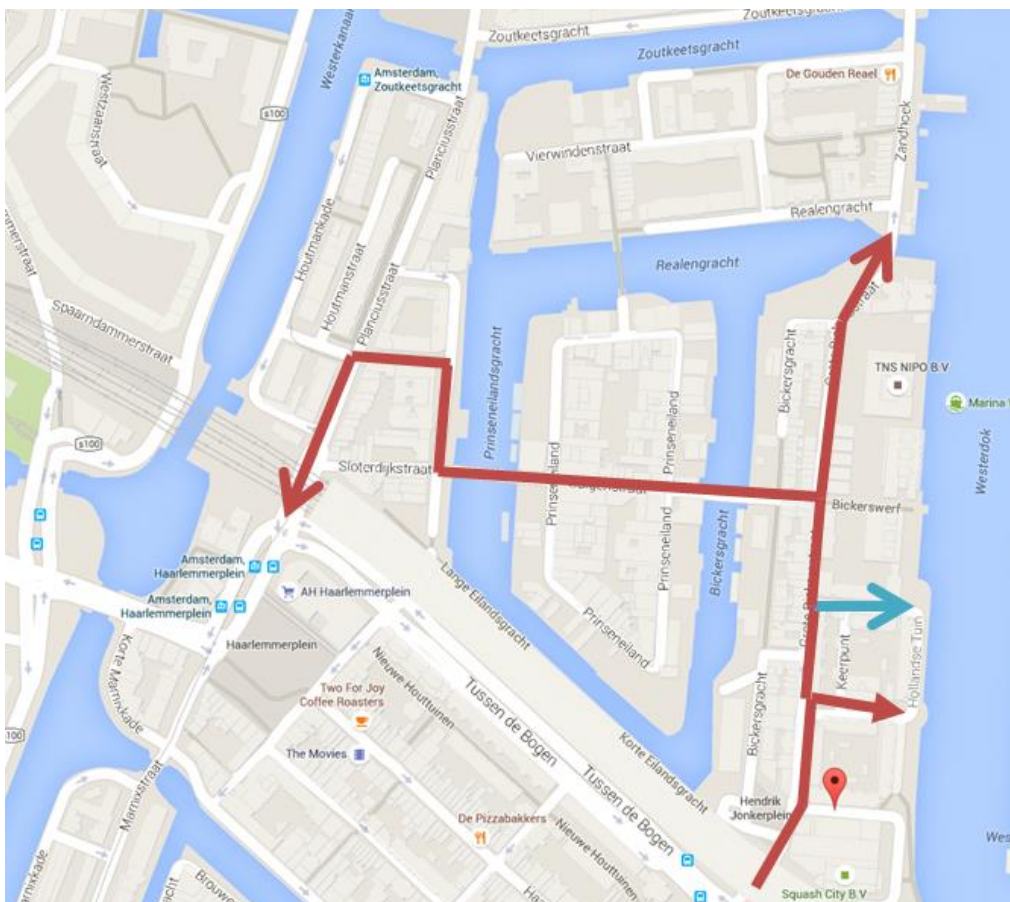 Zoutkeetsgracht
Zoutkeetsgracht
Zoutkeetsgracht
Westerkanaal
Westzaanstraat
s100
Amsterdam,
Zoutkeetsgracht
De Gouden Reael
Planciusstraat
Zandhoek
Vierwindenstraat
Houtmankade
Realengracht
Realengracht
Houtmanstraat
Planciusstraat
Spaarndammerstraat
Prinseneilandsgracht
Bickersgracht
TNS NIPO B.V
Marina
Westerdok
s100
Sloterdijkstraat
Prinseneiland
Prinseneiland
Bickerswerf
Bickersgracht
Amsterdam,
Haarlemmerplein
Lange Eilandsgracht
AH Haarlemmerplein
Amsterdam,
Haarlemmerplein
Prinseneiland
Prinseneiland
Haarlemmerplein
Keerpunt
Hollandse Tuin
Korte Marnixkade
Nieuwe Houttuinen
Tussen de Bogen
Two For Joy
Coffee Roasters
Bickersgracht
The Movies
Korte Eilandsgracht
Tussen de Bogen
Marnixstraat
Hendrik
Jonkerplein
De Pizzabakkers
Nieuwe Houttuinen
Squash City B.V